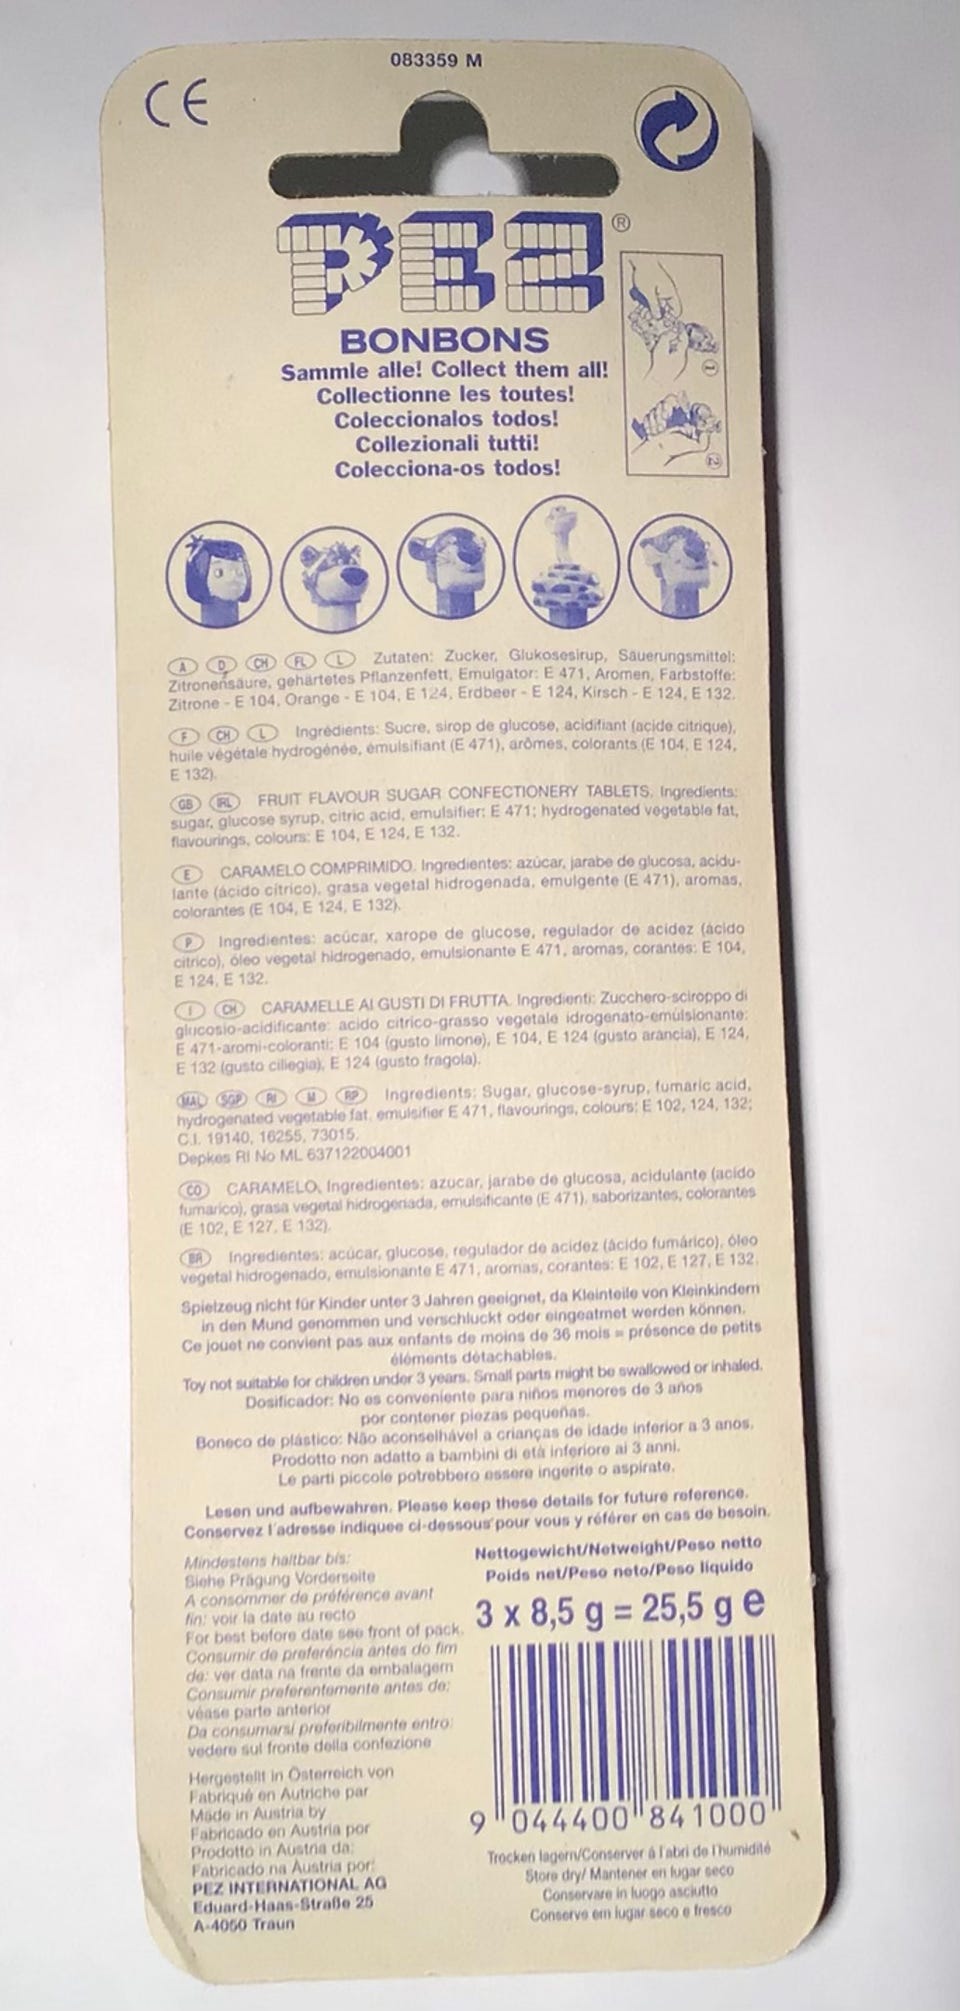 083359 M
CE
PEZ®
BONBONS
Sammle alle! Collect them all!
Collectionne les toutes!
Coleccionalos todos!
Collezionali tutti!
Colecciona-os todos!
1
2
A D CH FL L Zutaten: Zucker, Glukosesirup, Säuerungsmittel:
Zitronensäure, gehärtetes Pflanzenfett, Emulgator: E 471, Aromen, Farbstoffe:
Zitrone - E 104, Orange - E 104, E 124, Erdbeer - E 124, Kirsch - E 124, E 132.
F CH L Ingrédients: Sucre, sirop de glucose, acidifiant (acide citrique),
huile végétale hydrogénée, émulsifiant (E 471), arômes, colorants (E 104, E 124,
E 132).
GB IRL FRUIT FLAVOUR SUGAR CONFECTIONERY TABLETS. Ingredients:
sugar, glucose syrup, citric acid, emulsifier: E 471; hydrogenated vegetable fat,
flavourings, colours: E 104, E 124, E 132.
E CARAMELO COMPRIMIDO. Ingredientes: azúcar, jarabe de glucosa, acidu-
lante (ácido cítrico), grasa vegetal hidrogenada, emulgente (E 471), aromas,
colorantes (E 104, E 124, E 132).
P Ingredientes: acúcar, xarope de glucose, regulador de acidez (ácido
cítrico), óleo vegetal hidrogenado, emulsionante E 471, aromas, corantes: E 104,
E 124, E 132.
I CH CARAMELLE AI GUSTI DI FRUTTA. Ingredienti: Zucchero-sciroppo di
glucosio-acidificante: acido citrico-grasso vegetale idrogenato-emulsionante:
E 471-aromi-coloranti: E 104 (gusto limone), E 104, E 124 (gusto arancia), E 124,
E 132 (gusto ciliegia), E 124 (gusto fragola).
MAL SGP RI M RP Ingredients: Sugar, glucose-syrup, fumaric acid,
hydrogenated vegetable fat, emulsifier E 471, flavourings, colours: E 102, 124, 132;
C.I. 19140, 16255, 73015.
Depkes RI No ML 637122004001
CO CARAMELO. Ingredientes: azucar, jarabe de glucosa, acidulante (acido
fumarico), grasa vegetal hidrogenada, emulsificante (E 471), saborizantes, colorantes
(E 102, E 127, E 132).
BR Ingredientes: acúcar, glucose, regulador de acidez (ácido fumárico), óleo
vegetal hidrogenado, emulsionante E 471, aromas, corantes: E 102, E 127, E 132.
Spielzeug nicht für Kinder unter 3 Jahren geeignet, da Kleinteile von Kleinkindern
in den Mund genommen und verschluckt oder eingeatmet werden können.
Ce jouet ne convient pas aux enfants de moins de 36 mois = présence de petits
éléments détachables.
Toy not suitable for children under 3 years. Small parts might be swallowed or inhaled.
Dosificador: No es conveniente para niños menores de 3 años
por contener piezas pequeñas.
Boneco de plástico: Não aconselhável a crianças de idade inferior a 3 anos.
Prodotto non adatto a bambini di età inferiore ai 3 anni.
Le parti piccole potrebbero essere ingerite o aspirate.
Lesen und aufbewahren. Please keep these details for future reference.
Conservez l'adresse indiquee ci-dessous pour vous y référer en cas de besoin.
Mindestens haltbar bis:
Siehe Prägung Vorderseite
A consommer de préférence avant
fin: voir la date au recto
For best before date see front of pack.
Consumir de preferência antes do fim
de: ver data na frente da embalagem
Consumir preferentemente antes de:
véase parte anterior
Da consumarsi preferibilmente entro:
vedere sul fronte della confezione
Hergestellt in Österreich von
Fabriqué en Autriche par
Made in Austria by
Fabricado en Austria por
Prodotto in Austria da:
Fabricado na Áustria por:
PEZ INTERNATIONAL AG
Eduard-Haas-Straße 25
A-4050 Traun
Nettogewicht/Netweight/Peso netto
Poids net/Peso neto/Peso líquido
3 x 8,5 g = 25,5 g e
9 044400 841000
Trocken lagern/Conserver à l'abri de l'humidité
Store dry/ Mantener en lugar seco
Conservare in luogo asciutto
Conserve em lugar seco e fresco